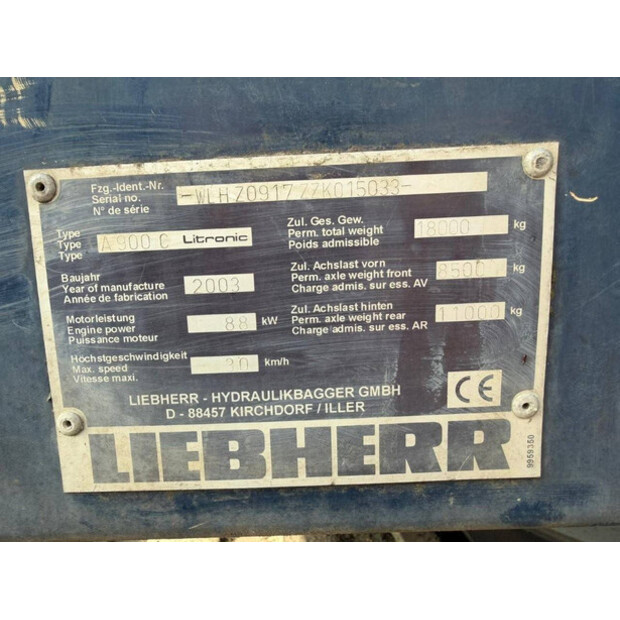 Fzg.-Ident.-Nr.
Serial no.
N° de série
-WLHZ0917ZZK015033-
Type
Type
Type
A 900 C Litronic
Zul. Ges. Gew.
Perm. total weight
Poids admissible
18000 kg
Baujahr
Year of manufacture
Année de fabrication
2003
Zul. Achslast vorn
Perm. axle weight front
Charge admis. sur ess. AV
8500 kg
Motorleistung
Engine power
Puissance moteur
88 kW
Zul. Achslast hinten
Perm. axle weight rear
Charge admis. sur ess. AR
11000 kg
Höchstgeschwindigkeit
Max. speed
Vitesse maxi.
km/h
LIEBHERR - HYDRAULIKBAGGER GMBH
D - 88457 KIRCHDORF / ILLER
CE
LIEBHERR
9959350